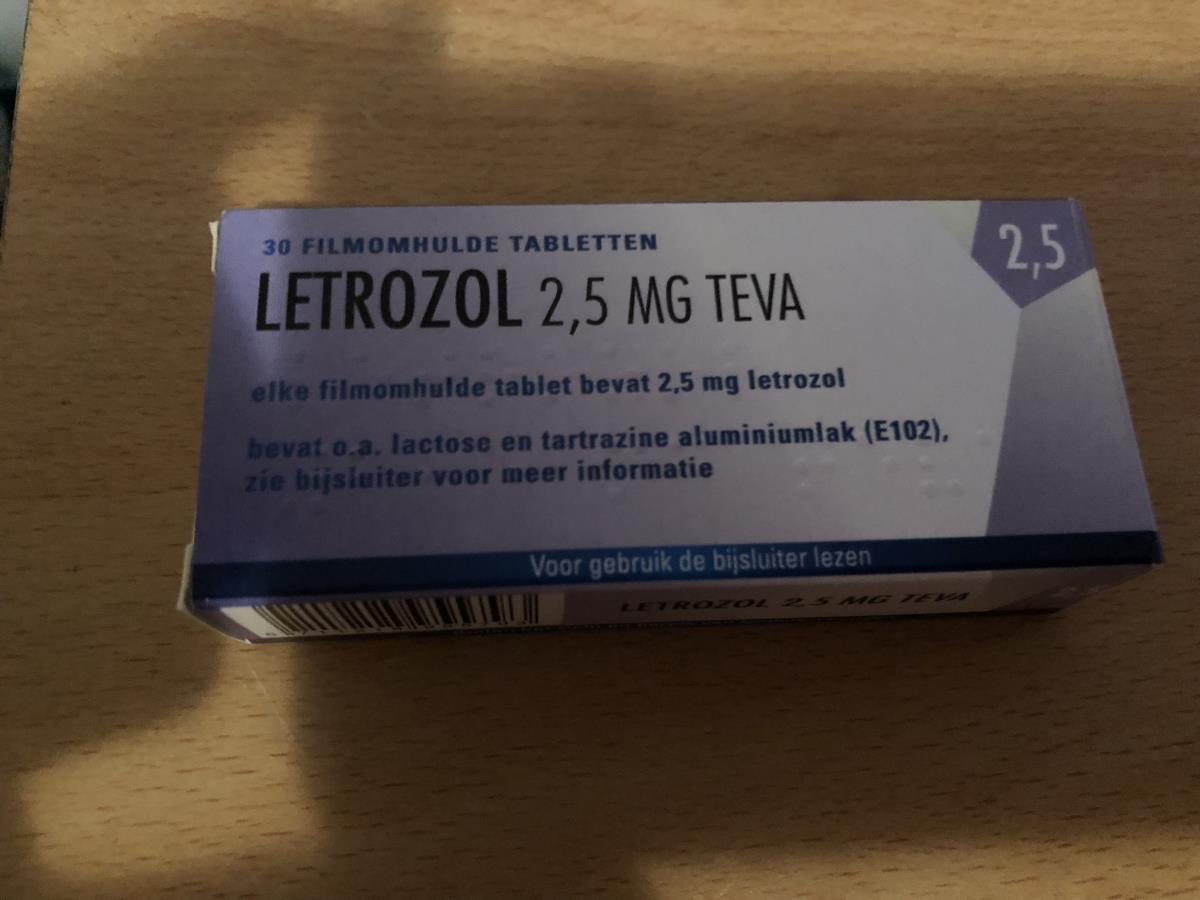 30 FILMOMHULDE TABLETTEN
LETROZOL 2,5 MG TEVA
2,5
elke filmomhulde tablet bevat 2,5 mg letrozol
bevat o.a. lactose en tartrazine aluminiumlak (E102),
zie bijsluiter voor meer informatie
Voor gebruik de bijsluiter lezen
LETROZOL 2,5 MG TEVA